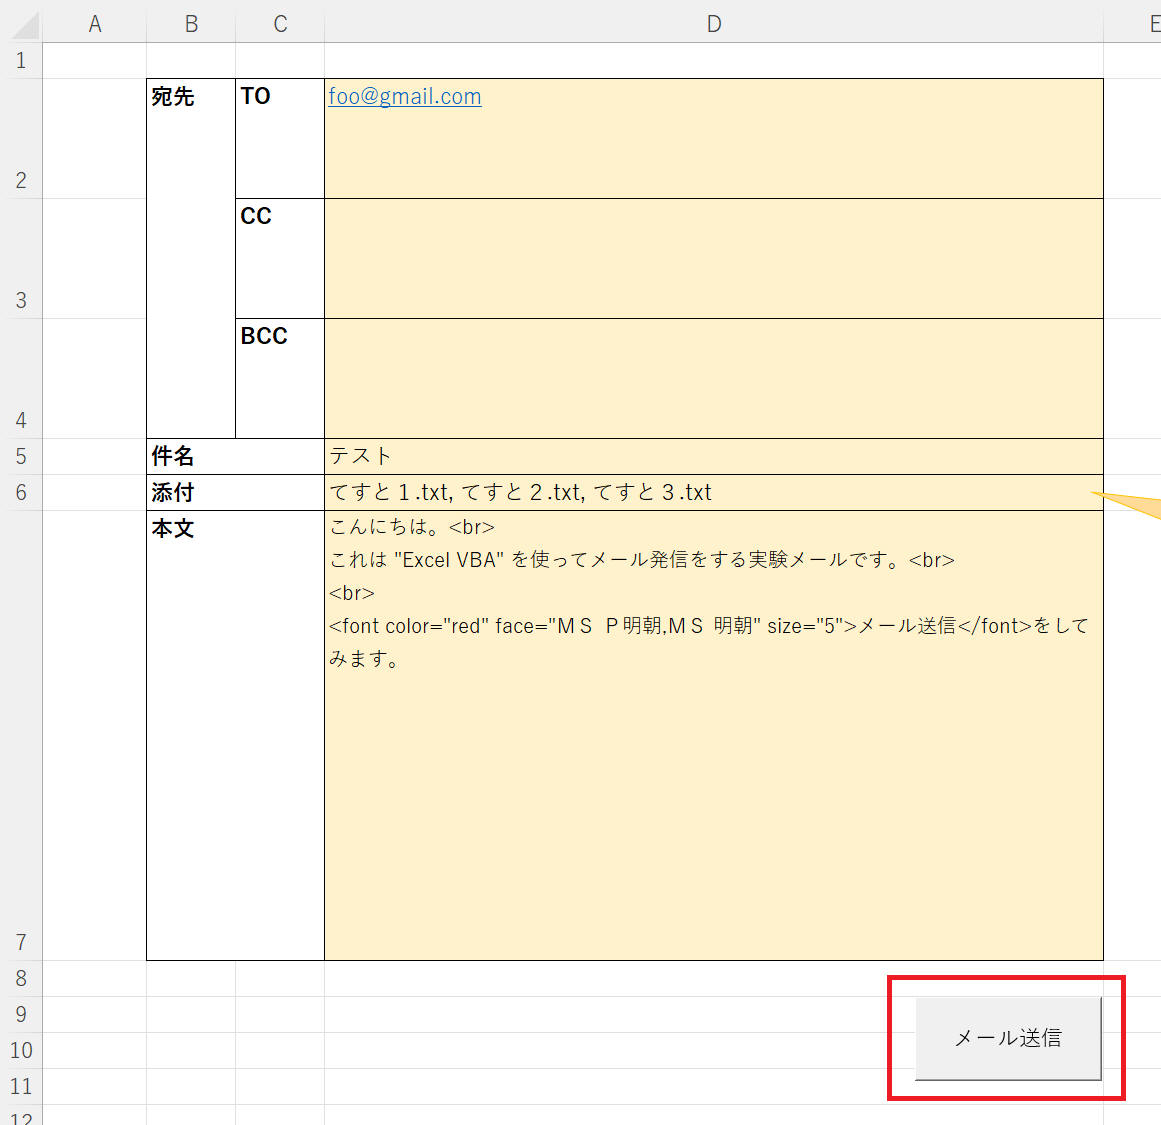 A B C D E
1
宛先 TO foo@gmail.com
2
CC
3
BCC
4
5 件名 テスト
6 添付 てすと１.txt, てすと２.txt, てすと３.txt
本文 こんにちは。<br>
これは "Excel VBA" を使ってメール発信をする実験メールです。<br>
<br>
<font color="red" face="ＭＳ Ｐ明朝,ＭＳ 明朝" size="5">メール送信</font>をして
みます。
7
8
9
メール送信
10
11
12